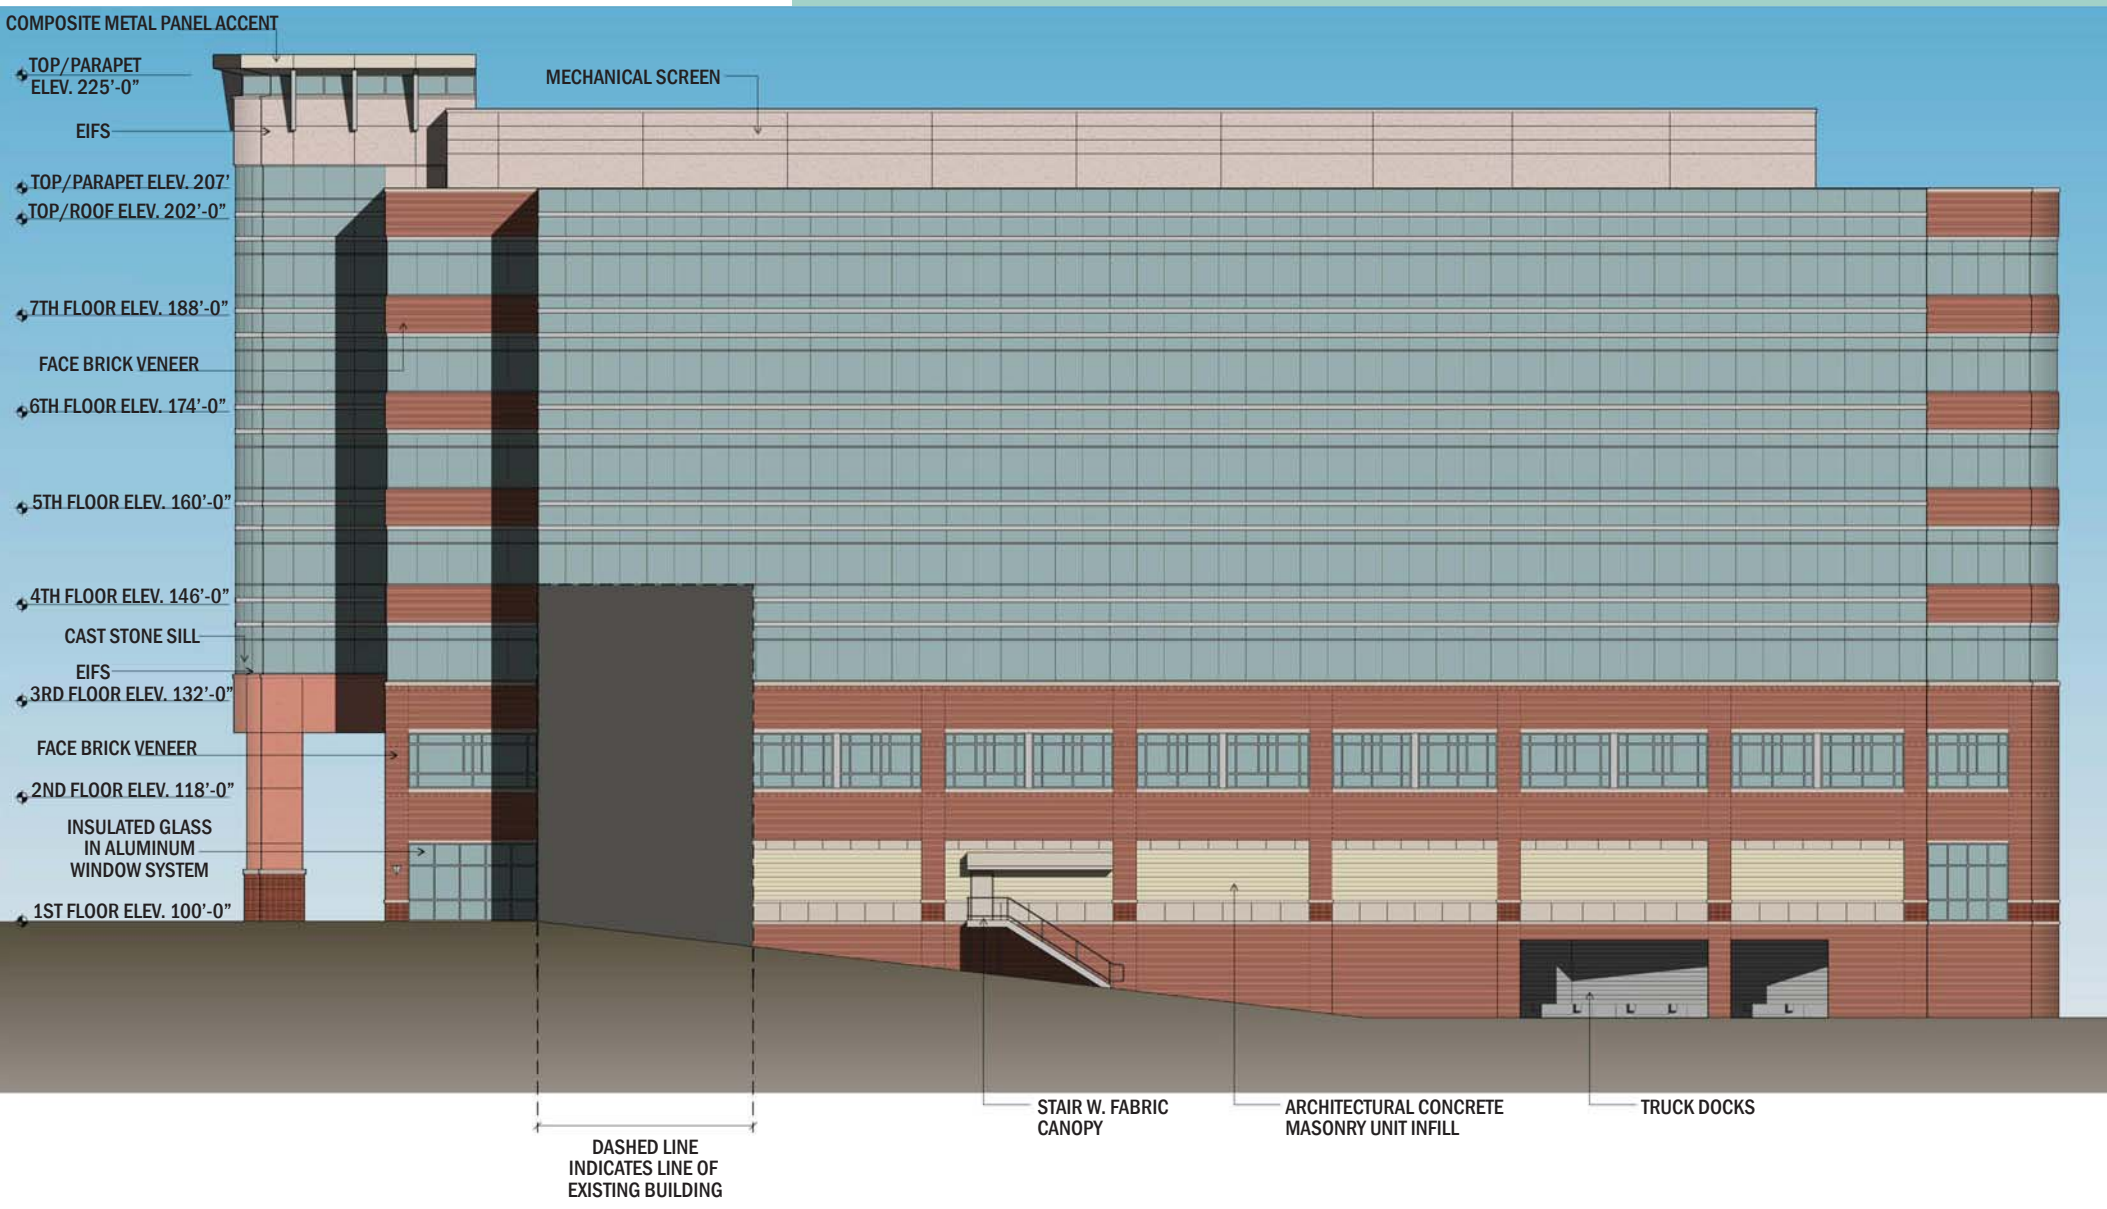 COMPOSITE METAL PANEL ACCENT
TOP/PARAPET
ELEV. 225'-0"
MECHANICAL SCREEN
EIFS
TOP/PARAPET ELEV. 207'
TOP/ROOF ELEV. 202'-0"
7TH FLOOR ELEV. 188'-0"
FACE BRICK VENEER
6TH FLOOR ELEV. 174'-0"
5TH FLOOR ELEV. 160'-0"
4TH FLOOR ELEV. 146'-0"
CAST STONE SILL
EIFS
3RD FLOOR ELEV. 132'-0"
FACE BRICK VENEER
2ND FLOOR ELEV. 118'-0"
INSULATED GLASS
IN ALUMINUM
WINDOW SYSTEM
1ST FLOOR ELEV. 100'-0"
STAIR W. FABRIC
CANOPY
ARCHITECTURAL CONCRETE
MASONRY UNIT INFILL
TRUCK DOCKS
DASHED LINE
INDICATES LINE OF
EXISTING BUILDING